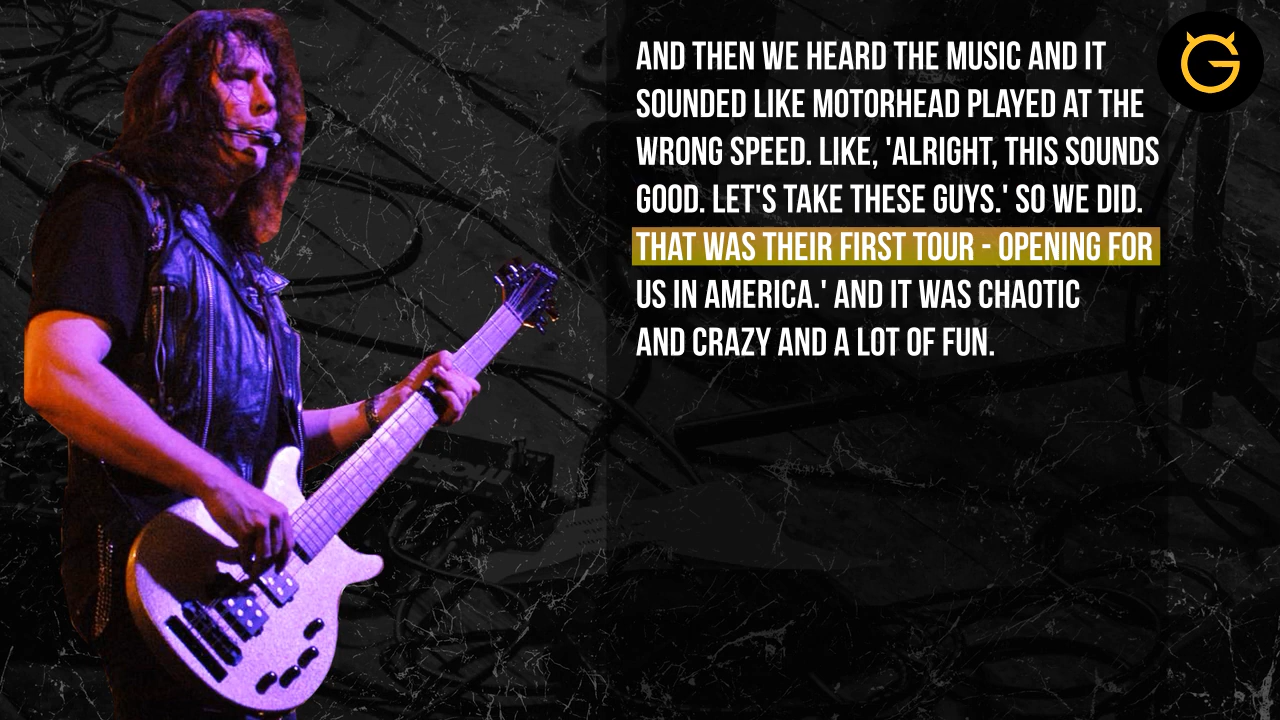 AND THEN WE HEARD THE MUSIC AND IT
SOUNDED LIKE MOTORHEAD PLAYED AT THE
WRONG SPEED. LIKE, 'ALRIGHT, THIS SOUNDS
GOOD. LET'S TAKE THESE GUYS.' SO WE DID.
THAT WAS THEIR FIRST TOUR - OPENING FOR
US IN AMERICA.' AND IT WAS CHAOTIC
AND CRAZY AND A LOT OF FUN.
G